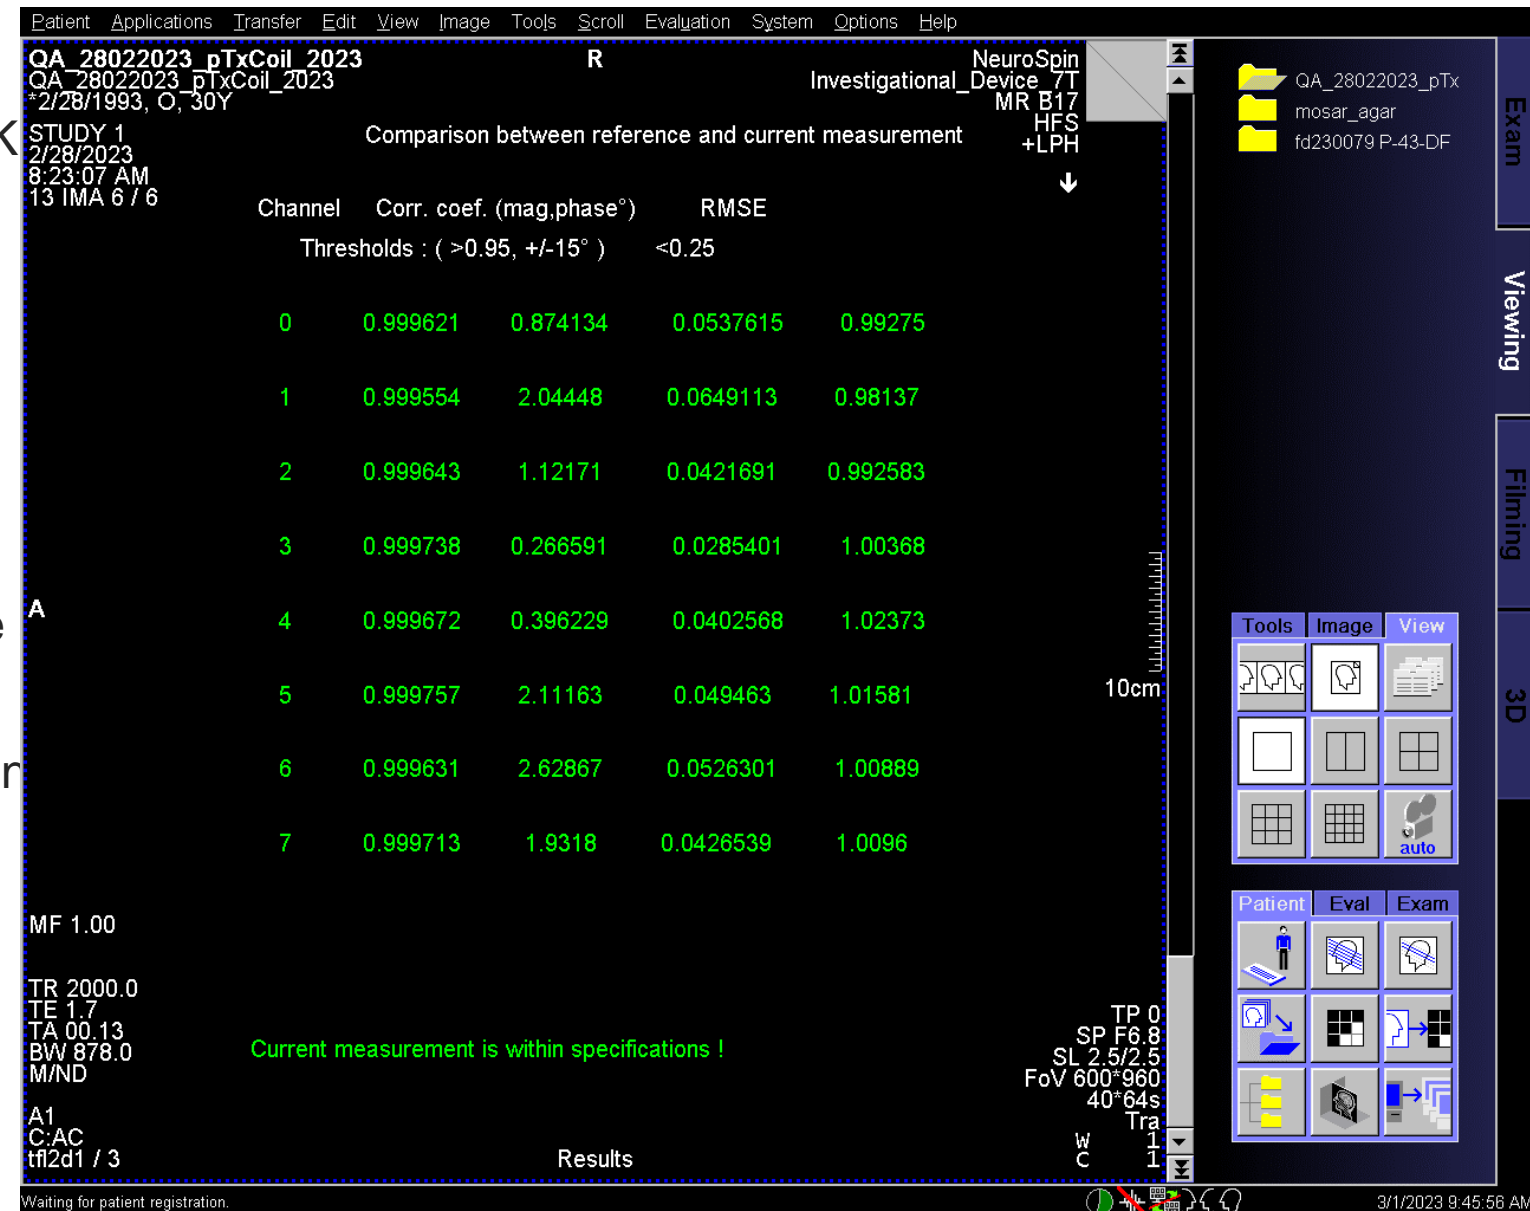 Patient Applications Transfer Edit View Image Tools Scroll Evaluation System Options Help
QA_28022023_pTxCoil_2023
QA_28022023_pTxCoil_2023
*2/28/1993, O, 30Y
STUDY 1
2/28/2023
8:23:07 AM
13 IMA 6 / 6
R
NeuroSpin
Investigational_Device_7T
MR B17
HFS
+LPH
Comparison between reference and current measurement
Channel Corr. coef. (mag,phase°) RMSE
Thresholds : ( >0.95, +/-15° ) <0.25
0 0.999621 0.874134 0.0537615 0.99275
1 0.999554 2.04448 0.0649113 0.98137
2 0.999643 1.12171 0.0421691 0.992583
3 0.999738 0.266591 0.0285401 1.00368
A
4 0.999672 0.396229 0.0402568 1.02373
5 0.999757 2.11163 0.049463 1.01581
10cm
6 0.999631 2.62867 0.0526301 1.00889
7 0.999713 1.9318 0.0426539 1.0096
MF 1.00
TR 2000.0
TE 1.7
TA 00.13
BW 878.0
M/ND
A1
C:AC
tfl2d1 / 3
Current measurement is within specifications !
Results
TP 0
SP F6.8
SL 2.5/2.5
FoV 600*960
40*64s
Tra
W 1
C 1
QA_28022023_pTx
mosar_agar
fd230079 P-43-DF
Exam
Viewing
Filming
3D
Tools Image View
auto
Patient Eval Exam
Waiting for patient registration.
3/1/2023 9:45:56 AM